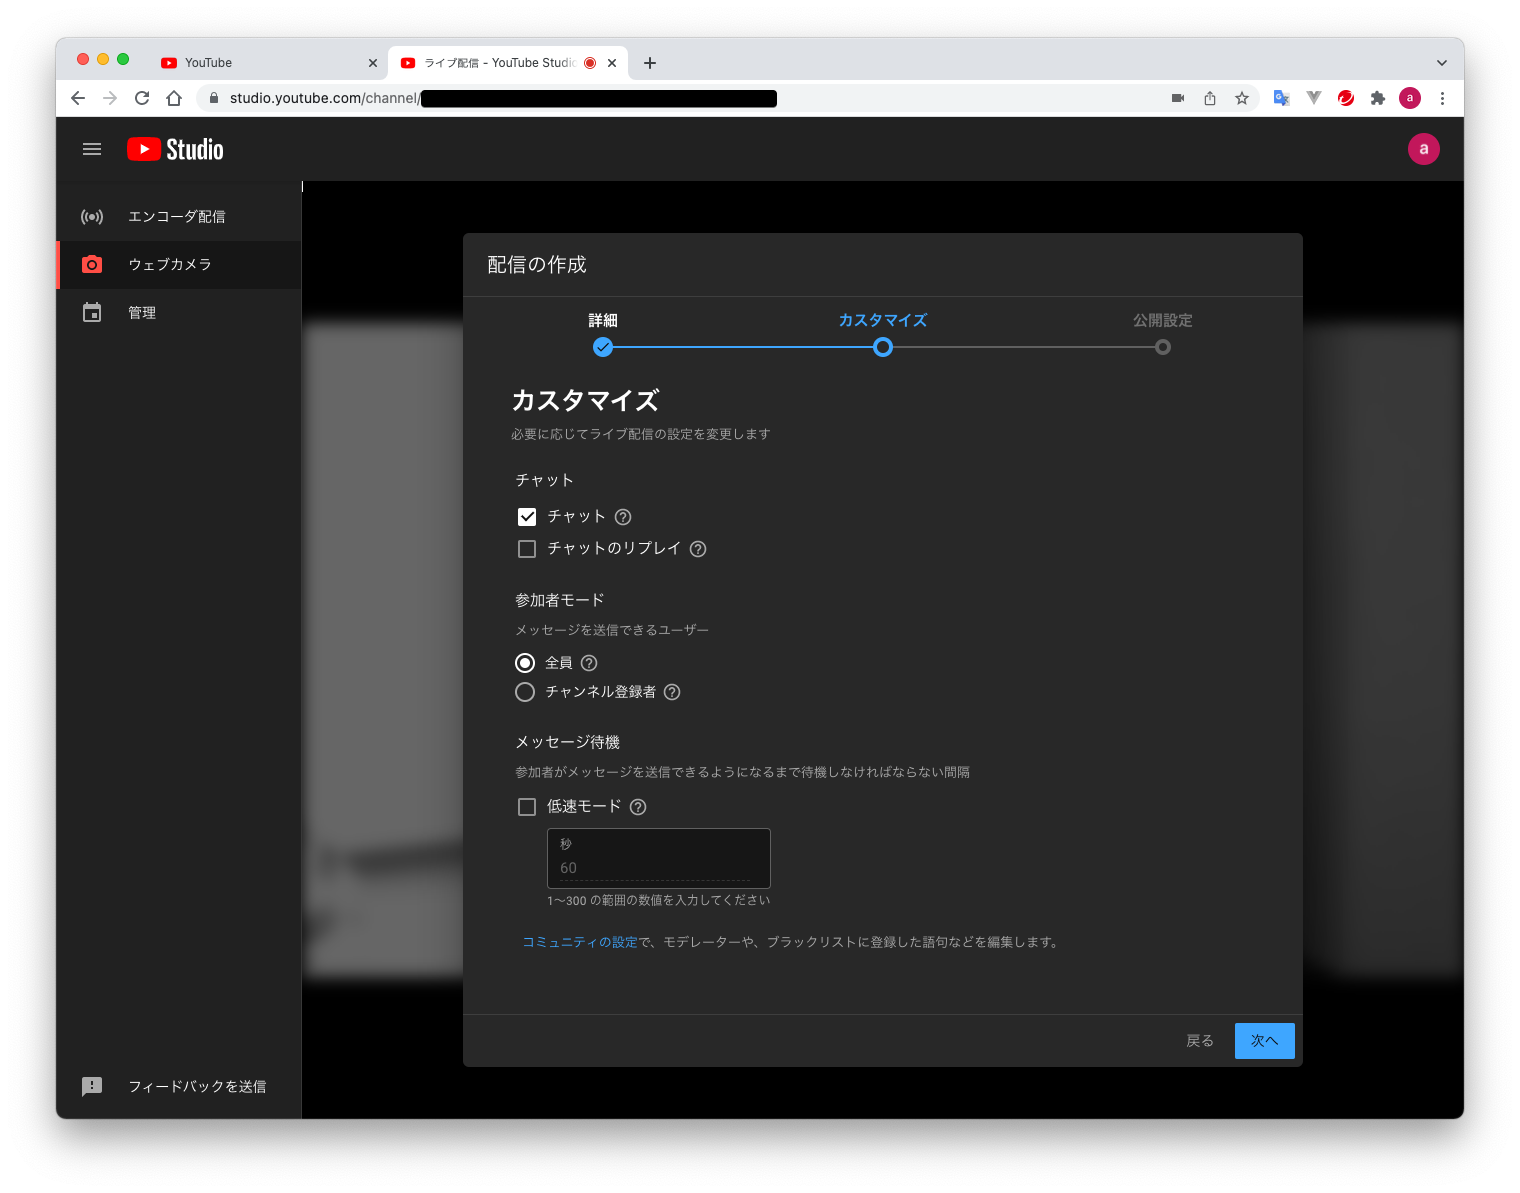 YouTube
ライブ配信 - YouTube Studio
studio.youtube.com/channel/
a
Studio
a
エンコーダ配信
ウェブカメラ
管理
配信の作成
詳細
カスタマイズ
公開設定
カスタマイズ
必要に応じてライブ配信の設定を変更します
チャット
チャット
チャットのリプレイ
参加者モード
メッセージを送信できるユーザー
全員
チャンネル登録者
メッセージ待機
参加者がメッセージを送信できるようになるまで待機しなければならない間隔
低速モード
秒
60
1～300 の範囲の数値を入力してください
コミュニティの設定で、モデレーターや、ブラックリストに登録した語句などを編集します。
戻る
次へ
フィードバックを送信